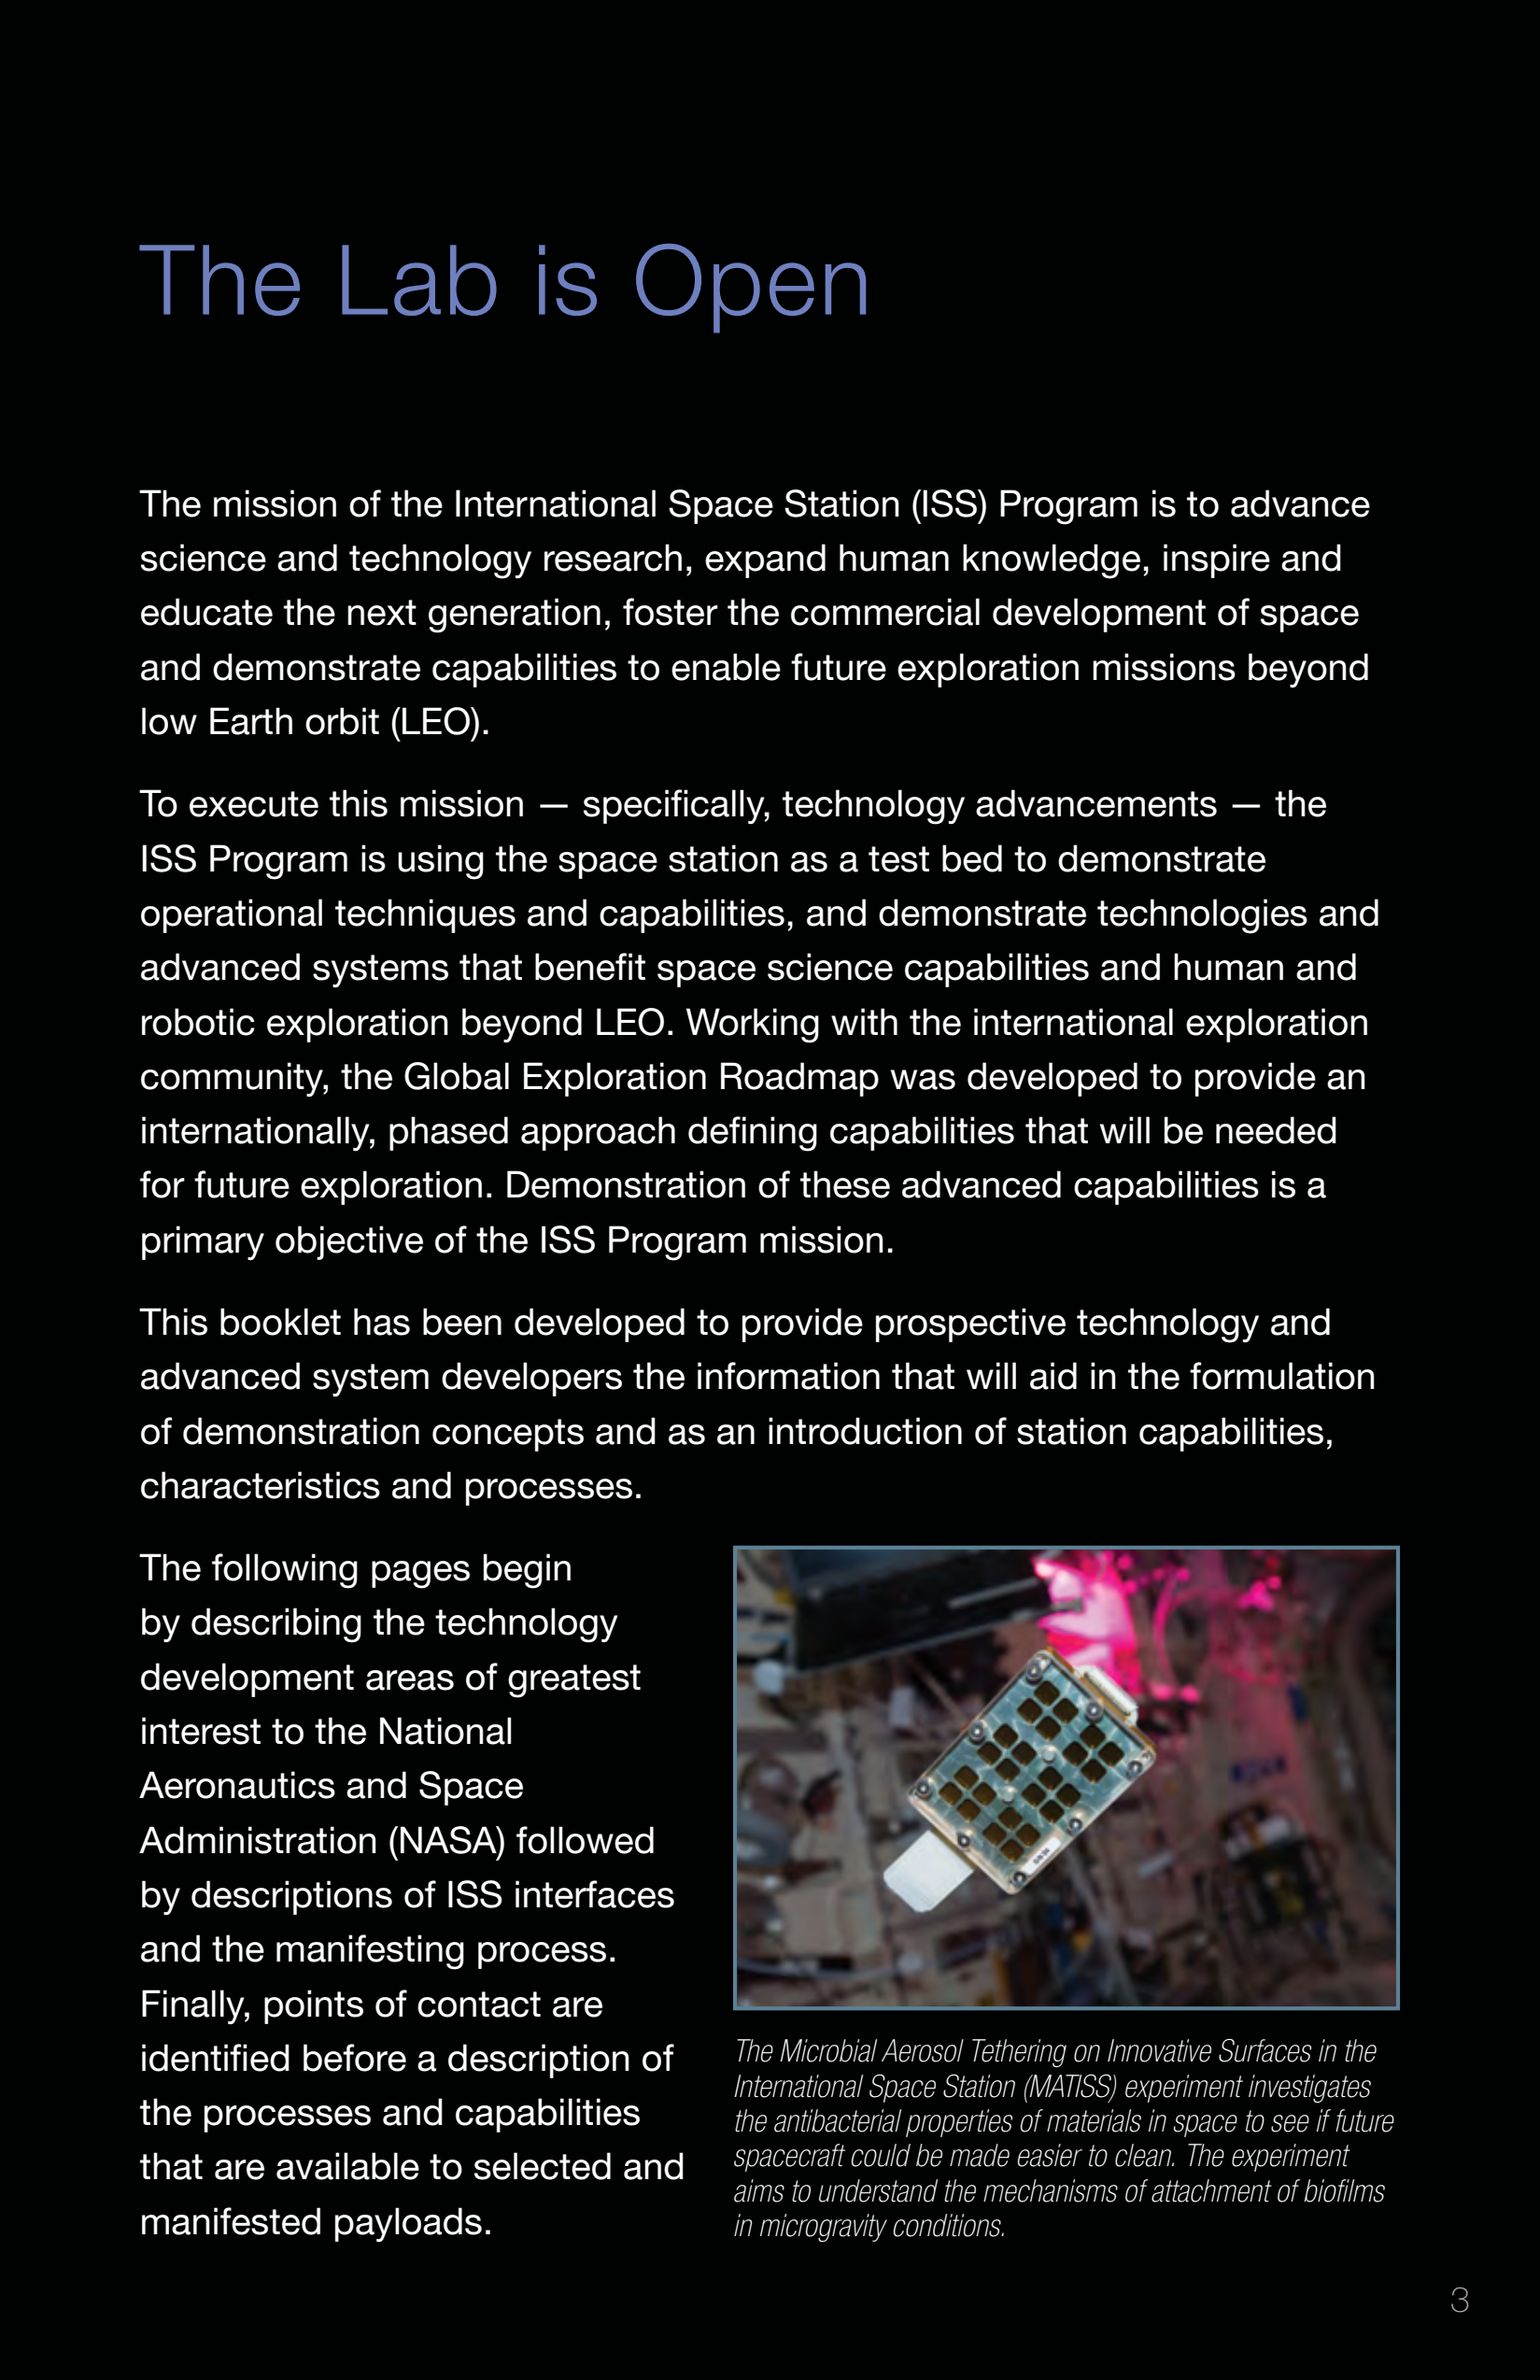 The Lab is Open
The mission of the International Space Station (ISS) Program is to advance
science and technology research, expand human knowledge, inspire and
educate the next generation, foster the commercial development of space
and demonstrate capabilities to enable future exploration missions beyond
low Earth orbit (LEO).
To execute this mission — specifically, technology advancements — the
ISS Program is using the space station as a test bed to demonstrate
operational techniques and capabilities, and demonstrate technologies and
advanced systems that benefit space science capabilities and human and
robotic exploration beyond LEO. Working with the international exploration
community, the Global Exploration Roadmap was developed to provide an
internationally, phased approach defining capabilities that will be needed
for future exploration. Demonstration of these advanced capabilities is a
primary objective of the ISS Program mission.
This booklet has been developed to provide prospective technology and
advanced system developers the information that will aid in the formulation
of demonstration concepts and as an introduction of station capabilities,
characteristics and processes.
The following pages begin
by describing the technology
development areas of greatest
interest to the National
Aeronautics and Space
Administration (NASA) followed
by descriptions of ISS interfaces
and the manifesting process.
Finally, points of contact are
identified before a description of
the processes and capabilities
that are available to selected and
manifested payloads.
The Microbial Aerosol Tethering on Innovative Surfaces in the
International Space Station (MATISS) experiment investigates
the antibacterial properties of materials in space to see if future
spacecraft could be made easier to clean. The experiment
aims to understand the mechanisms of attachment of biofilms
in microgravity conditions.
3